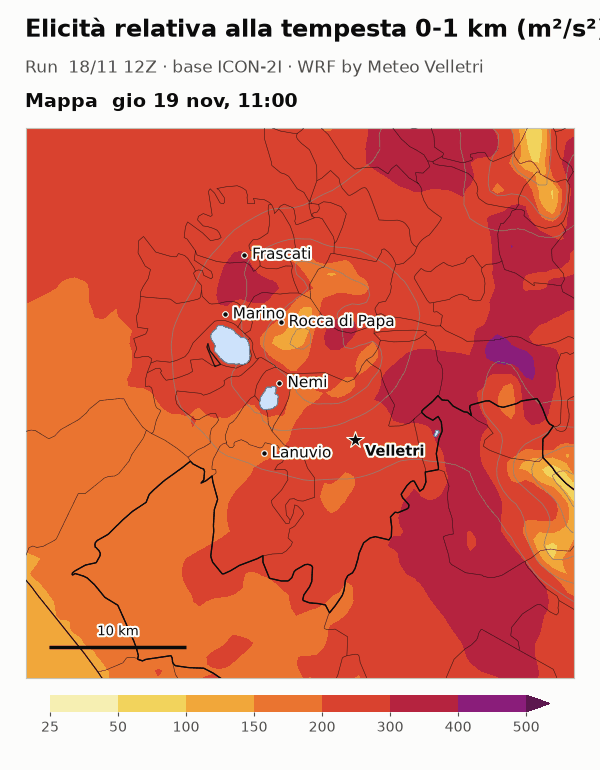 Elicità relativa alla tempesta 0-1 km (m²/s²)
Run 18/11 12Z · base ICON-2I · WRF by Meteo Velletri
Mappa gio 19 nov, 11:00
Frascati
Marino
Rocca di Papa
Nemi
Velletri
Lanuvio
10 km
25 50 100 150 200 300 400 500